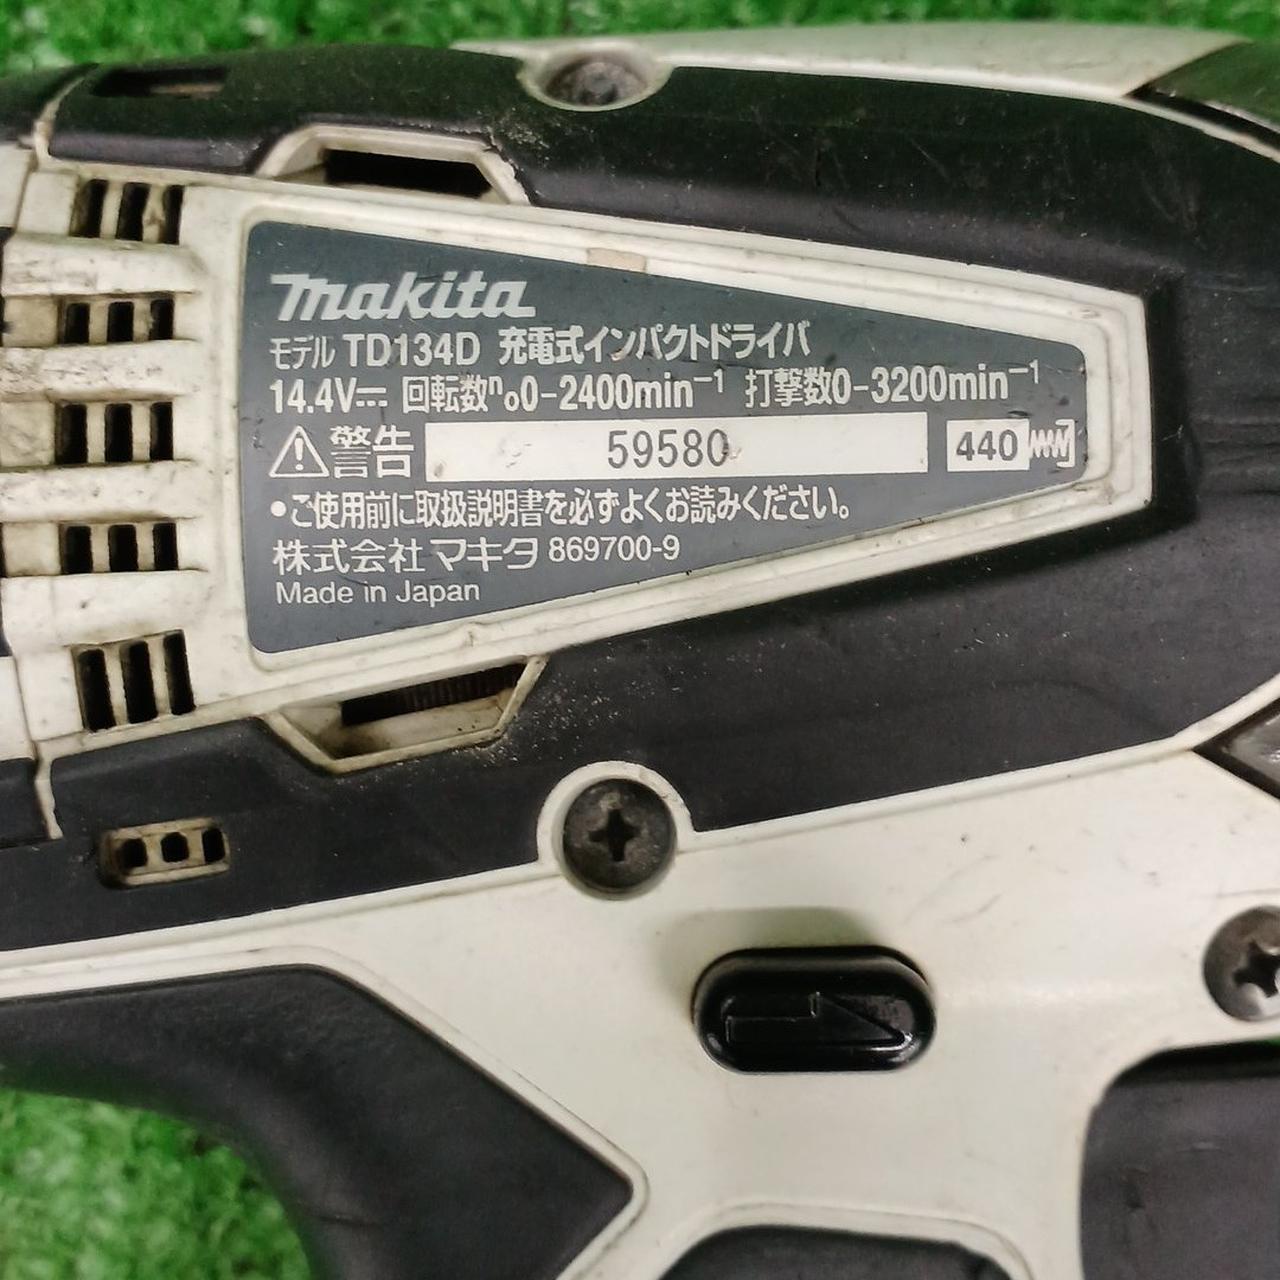 makita
モデル TD134D 充電式インパクトドライバ
14.4V⎓ 回転数n₀0-2400min⁻¹ 打撃数0-3200min⁻¹
⚠警告 59580 440
●ご使用前に取扱説明書を必ずよくお読みください。
株式会社マキタ 869700-9
Made in Japan